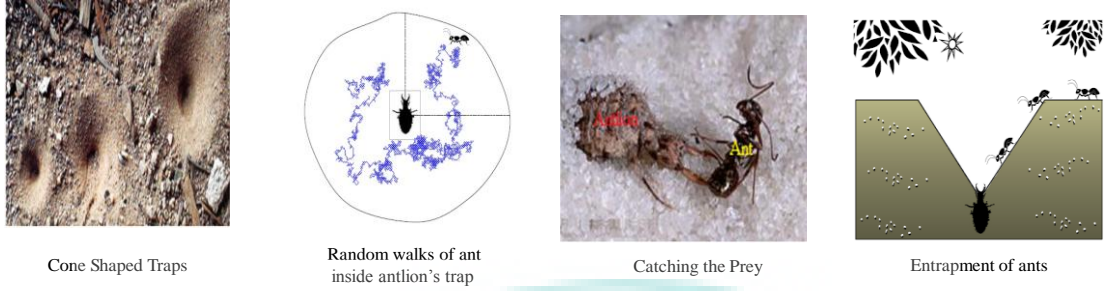 Antlion
Ant
Cone Shaped Traps
Random walks of ant
inside antlion's trap
Catching the Prey
Entrapment of ants